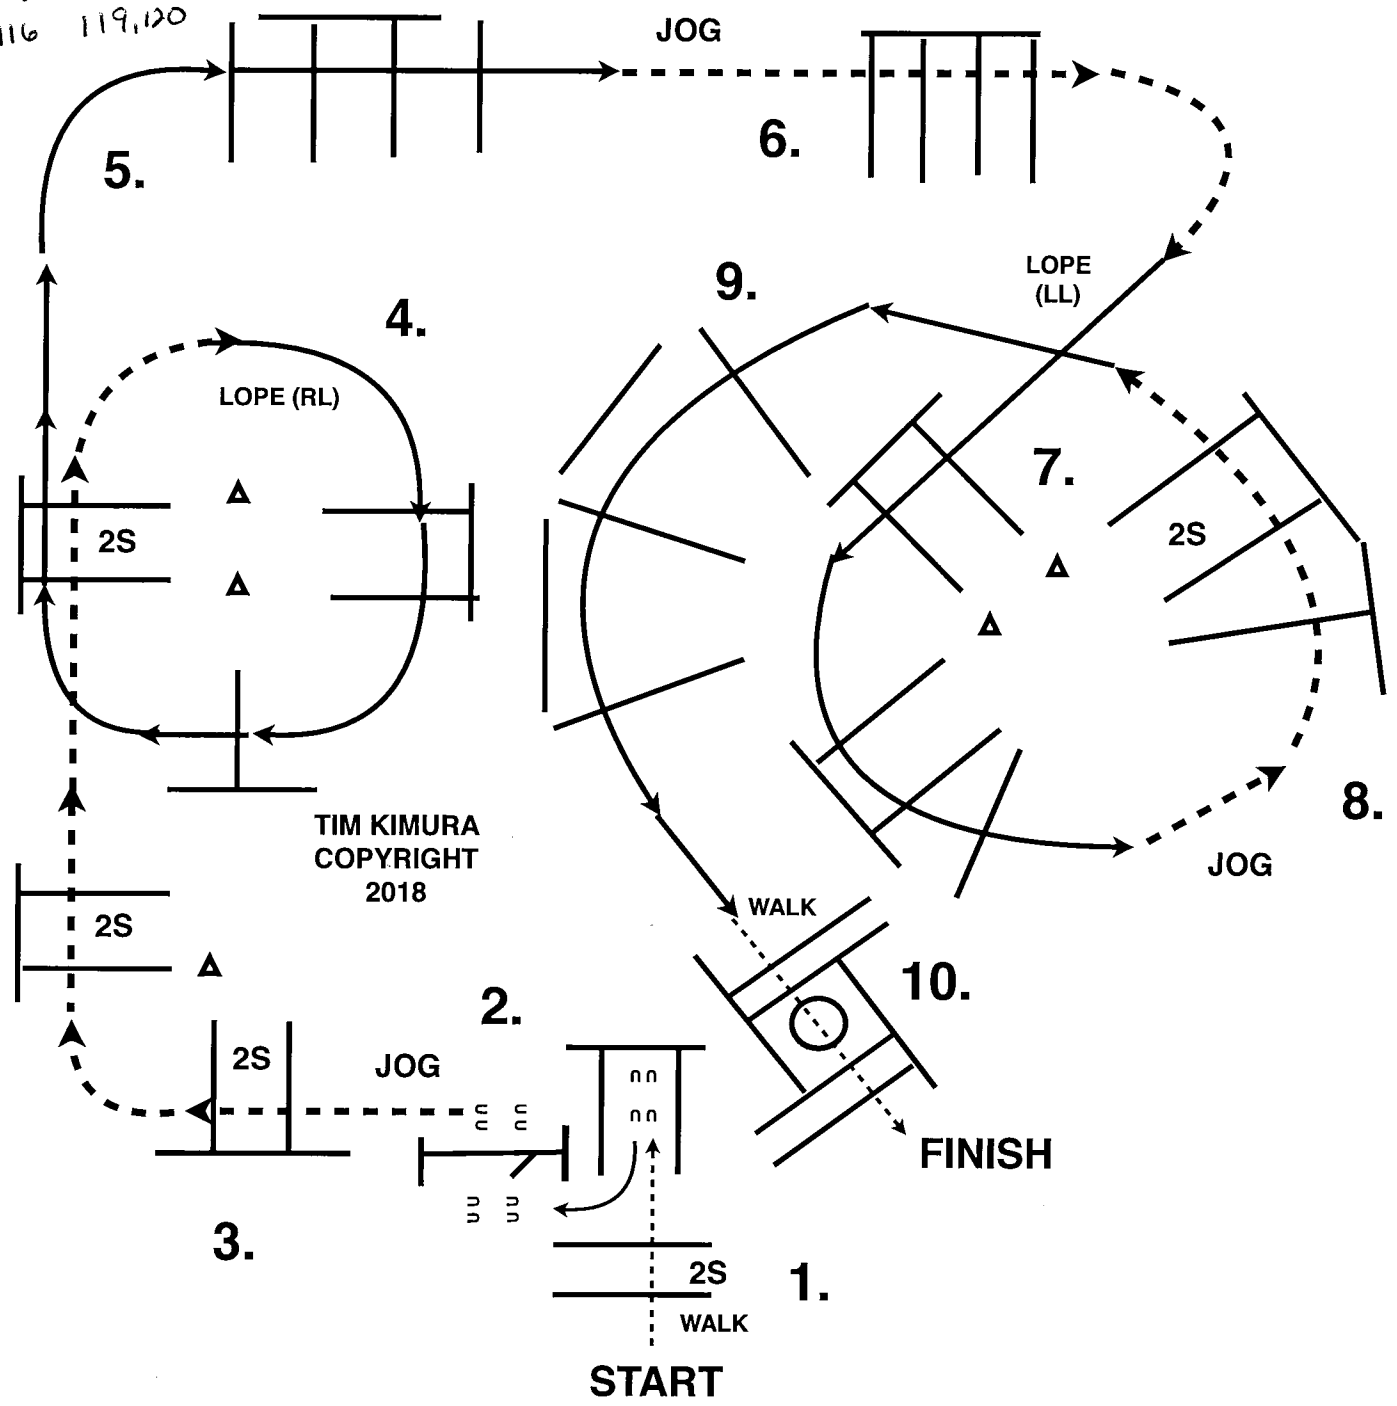 116 119,120
JOG
5.
6.
LOPE
(LL)
9.
4.
LOPE (RL)
7.
2S
2S
8.
TIM KIMURA
COPYRIGHT
2018
JOG
WALK
2S
10.
2.
2S
JOG
FINISH
3.
2S
1.
WALK
START